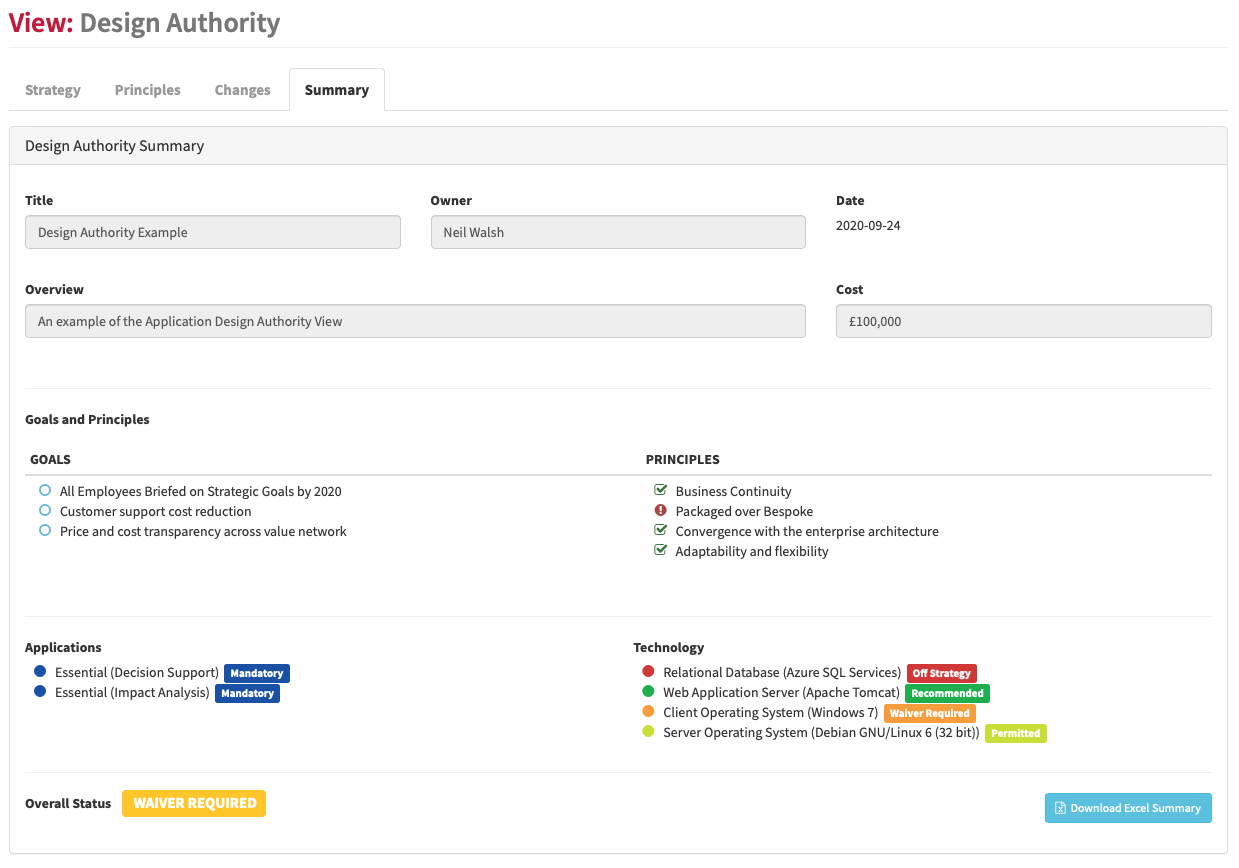 View: Design Authority
Strategy Principles Changes Summary
Design Authority Summary
Title Owner Date
Design Authority Example Neil Walsh 2020-09-24
Overview Cost
An example of the Application Design Authority View £100,000
Goals and Principles
GOALS PRINCIPLES
All Employees Briefed on Strategic Goals by 2020 Business Continuity
Customer support cost reduction Packaged over Bespoke
Price and cost transparency across value network Convergence with the enterprise architecture
Adaptability and flexibility
Applications Technology
Essential (Decision Support) Mandatory Relational Database (Azure SQL Services) Off Strategy
Essential (Impact Analysis) Mandatory Web Application Server (Apache Tomcat) Recommended
Client Operating System (Windows 7) Waiver Required
Server Operating System (Debian GNU/Linux 6 (32 bit)) Permitted
Overall Status WAIVER REQUIRED Download Excel Summary